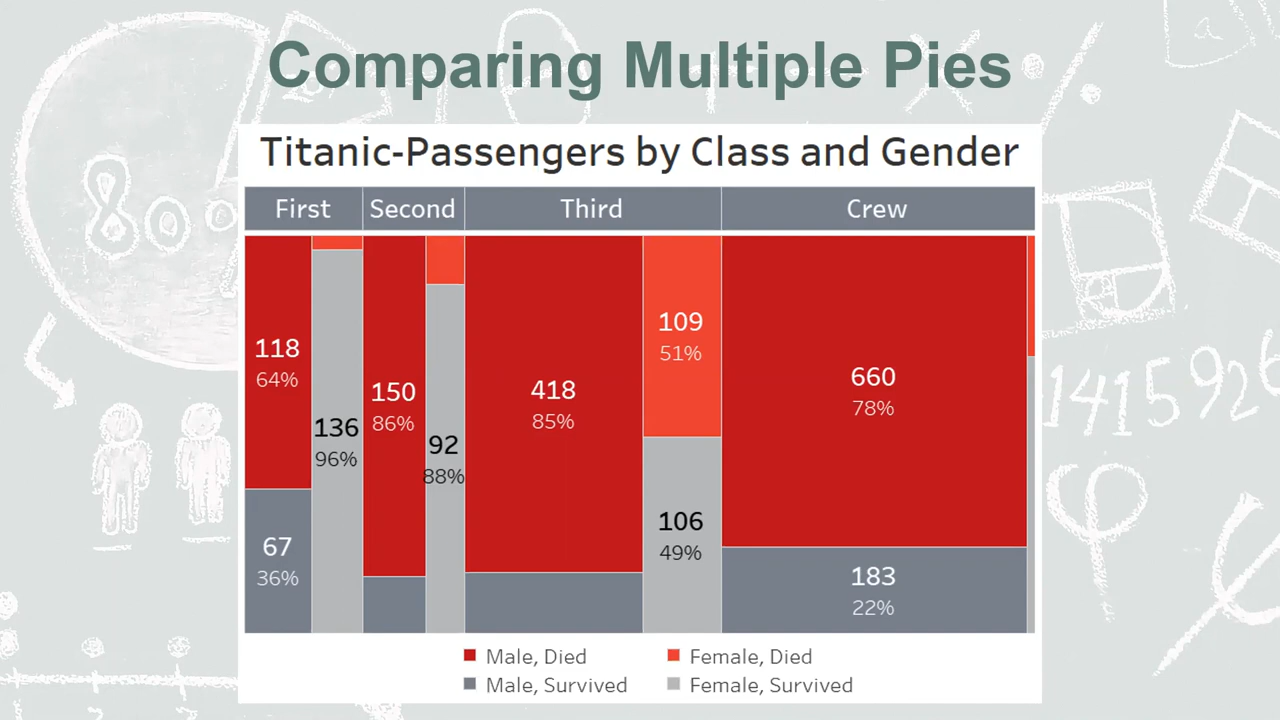 Comparing Multiple Pies
Titanic-Passengers by Class and Gender
First Second Third Crew
118
64%
67
36%
136
96%
150
86%
92
88%
418
85%
109
51%
106
49%
660
78%
183
22%
Male, Died
Female, Died
Male, Survived
Female, Survived
800
1415926
φ
a
%